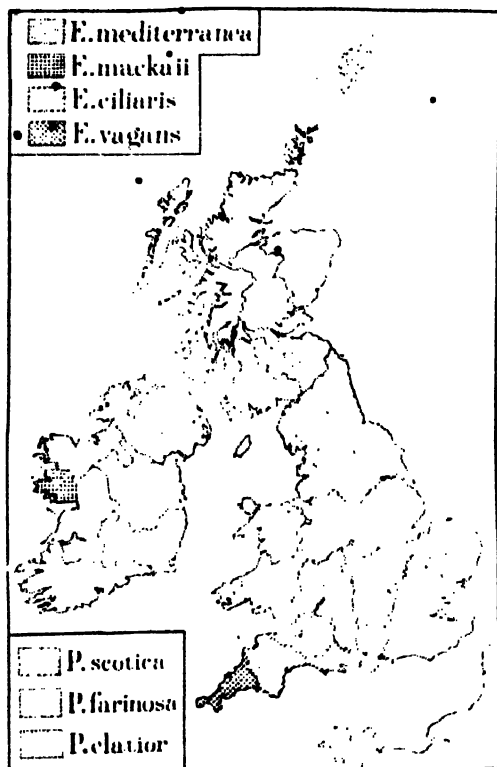 E. mediterranea
E. mackaii
E. ciliaris
E. vagans
P. scotica
P. farinosa
P. elatior